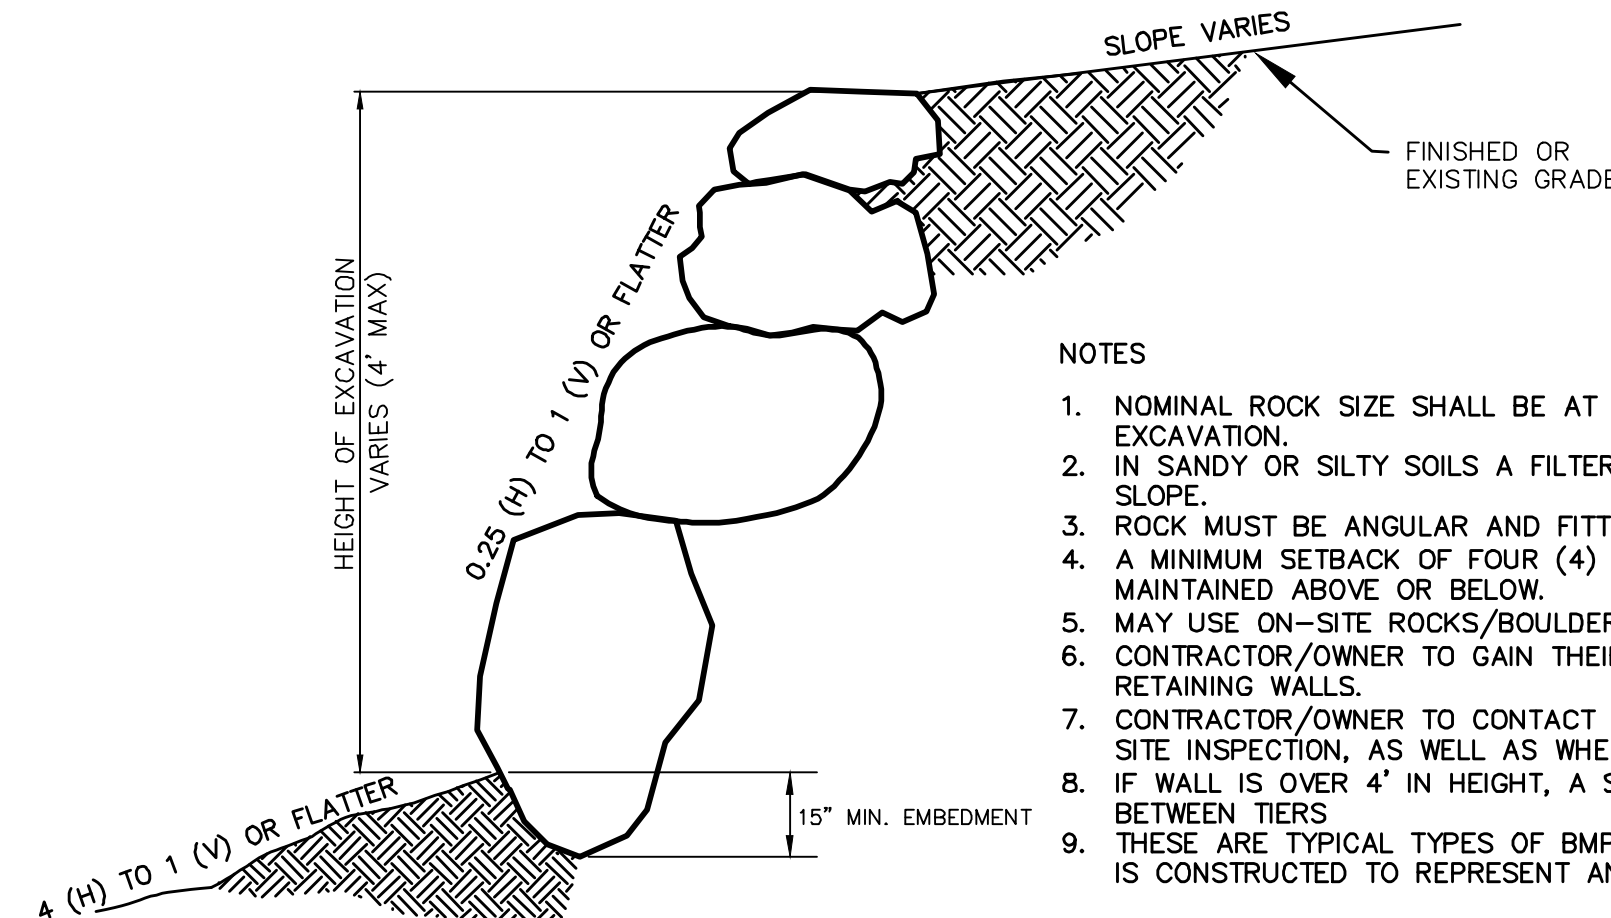 SLOPE VARIES
FINISHED OR
EXISTING GRADE
HEIGHT OF EXCAVATION
VARIES (4' MAX)
0.25 (H) TO 1 (V) OR FLATTER
4 (H) TO 1 (V) OR FLATTER
15" MIN. EMBEDMENT
NOTES
1. NOMINAL ROCK SIZE SHALL BE AT
EXCAVATION.
2. IN SANDY OR SILTY SOILS A FILTER
SLOPE.
3. ROCK MUST BE ANGULAR AND FITT
4. A MINIMUM SETBACK OF FOUR (4)
MAINTAINED ABOVE OR BELOW.
5. MAY USE ON-SITE ROCKS/BOULDER
6. CONTRACTOR/OWNER TO GAIN THEI
RETAINING WALLS.
7. CONTRACTOR/OWNER TO CONTACT
SITE INSPECTION, AS WELL AS WHE
8. IF WALL IS OVER 4' IN HEIGHT, A S
BETWEEN TIERS
9. THESE ARE TYPICAL TYPES OF BMP
IS CONSTRUCTED TO REPRESENT AN